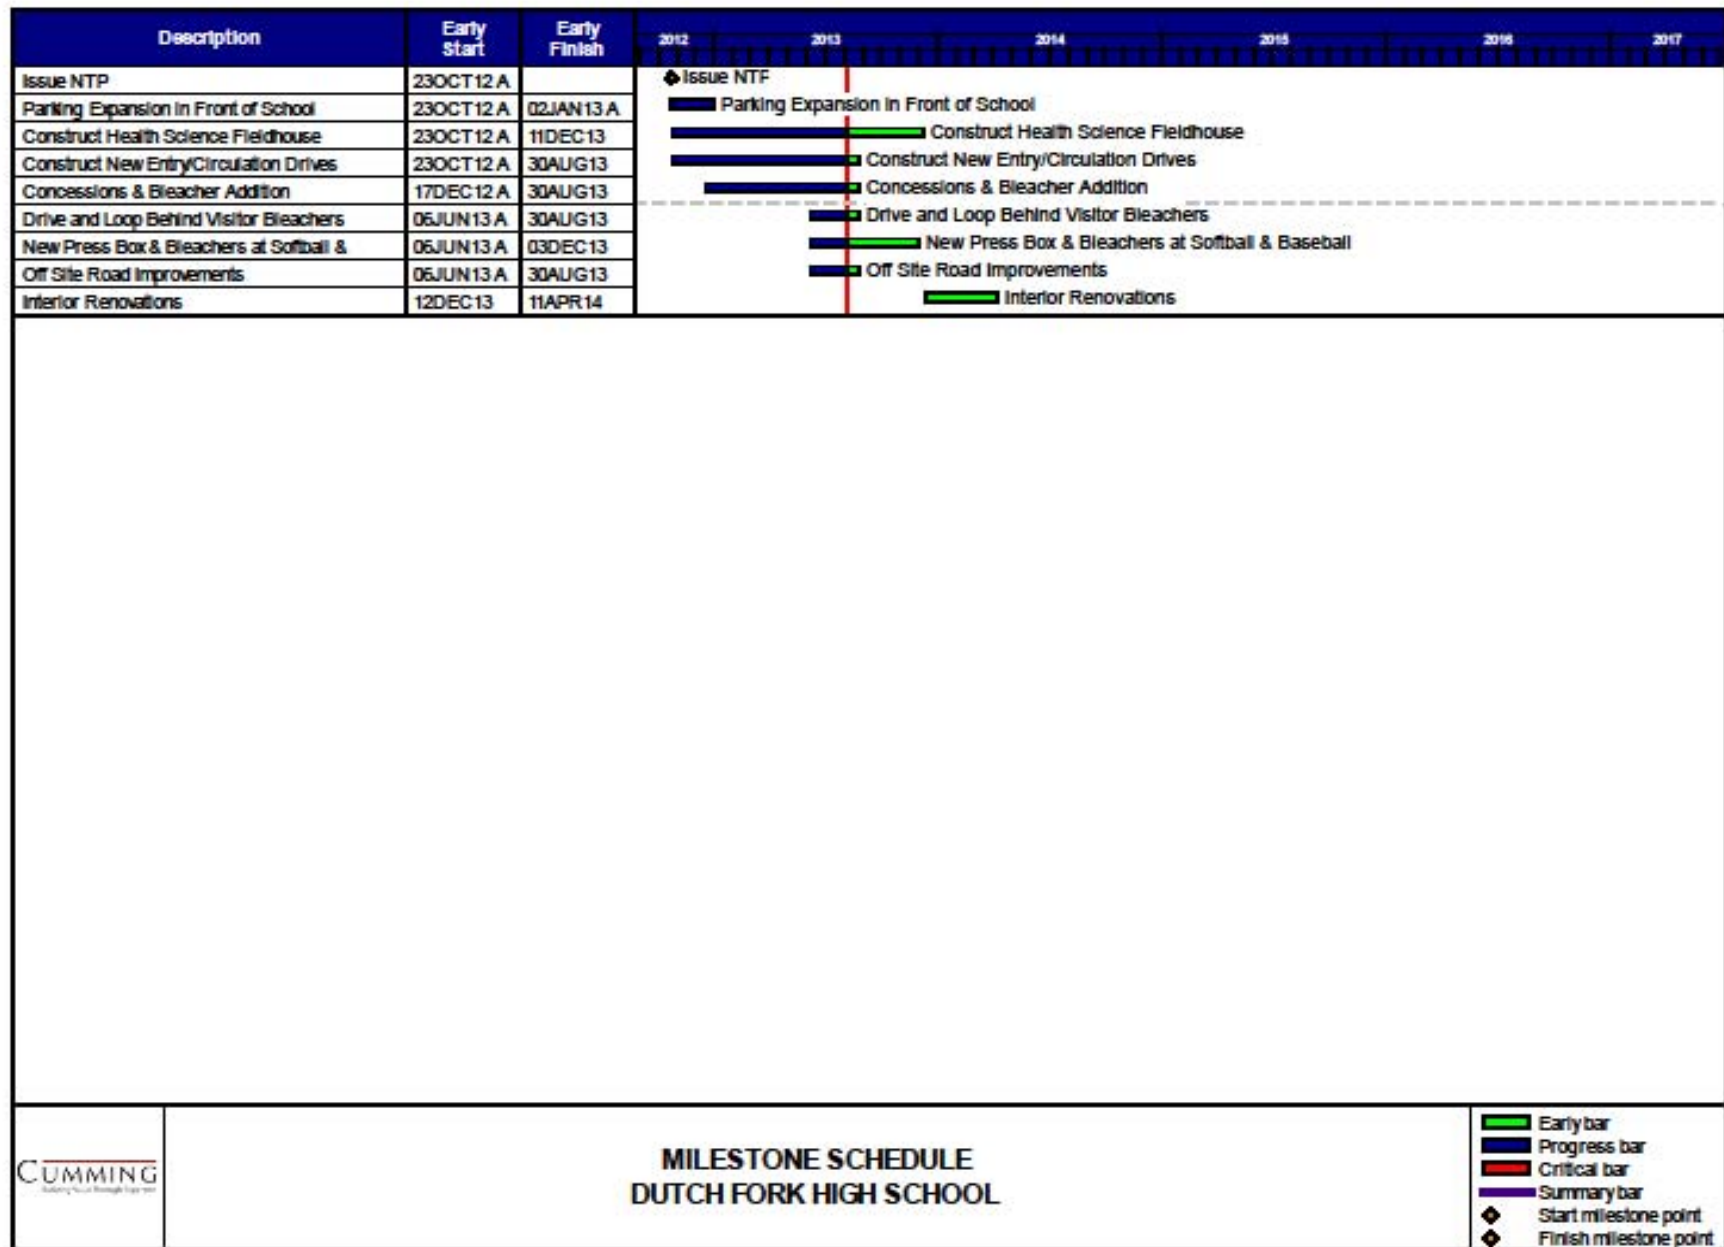 Description Early Start Early Finish 2012 2013 2014 2015 2016 2017
Issue NTP 23OCT12 A Issue NTP
Parking Expansion in Front of School 23OCT12 A 02JAN13 A Parking Expansion in Front of School
Construct Health Science Fieldhouse 23OCT12 A 11DEC13 Construct Health Science Fieldhouse
Construct New Entry/Circulation Drives 23OCT12 A 30AUG13 Construct New Entry/Circulation Drives
Concessions & Bleacher Addition 17DEC12 A 30AUG13 Concessions & Bleacher Addition
Drive and Loop Behind Visitor Bleachers 06JUN13 A 30AUG13 Drive and Loop Behind Visitor Bleachers
New Press Box & Bleachers at Softball & 06JUN13 A 03DEC13 New Press Box & Bleachers at Softball & Baseball
Off Site Road Improvements 06JUN13 A 30AUG13 Off Site Road Improvements
Interior Renovations 12DEC13 11APR14 Interior Renovations
CUMMING
MILESTONE SCHEDULE
DUTCH FORK HIGH SCHOOL
Early bar
Progress bar
Critical bar
Summary bar
Start milestone point
Finish milestone point